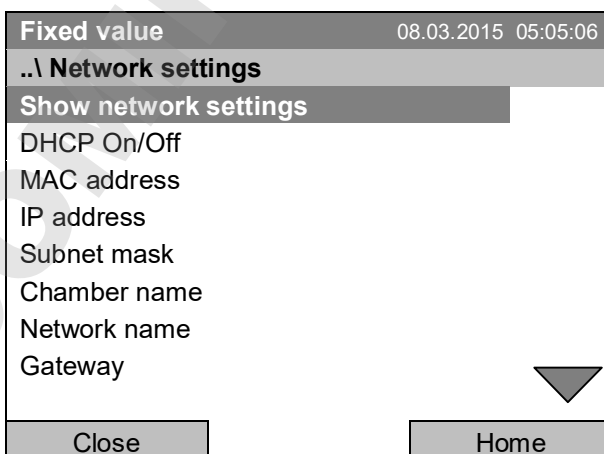 Fixed value 08.03.2015 05:05:06
..\ Network settings
Show network settings
DHCP On/Off
MAC address
IP address
Subnet mask
Chamber name
Network name
Gateway
Close Home